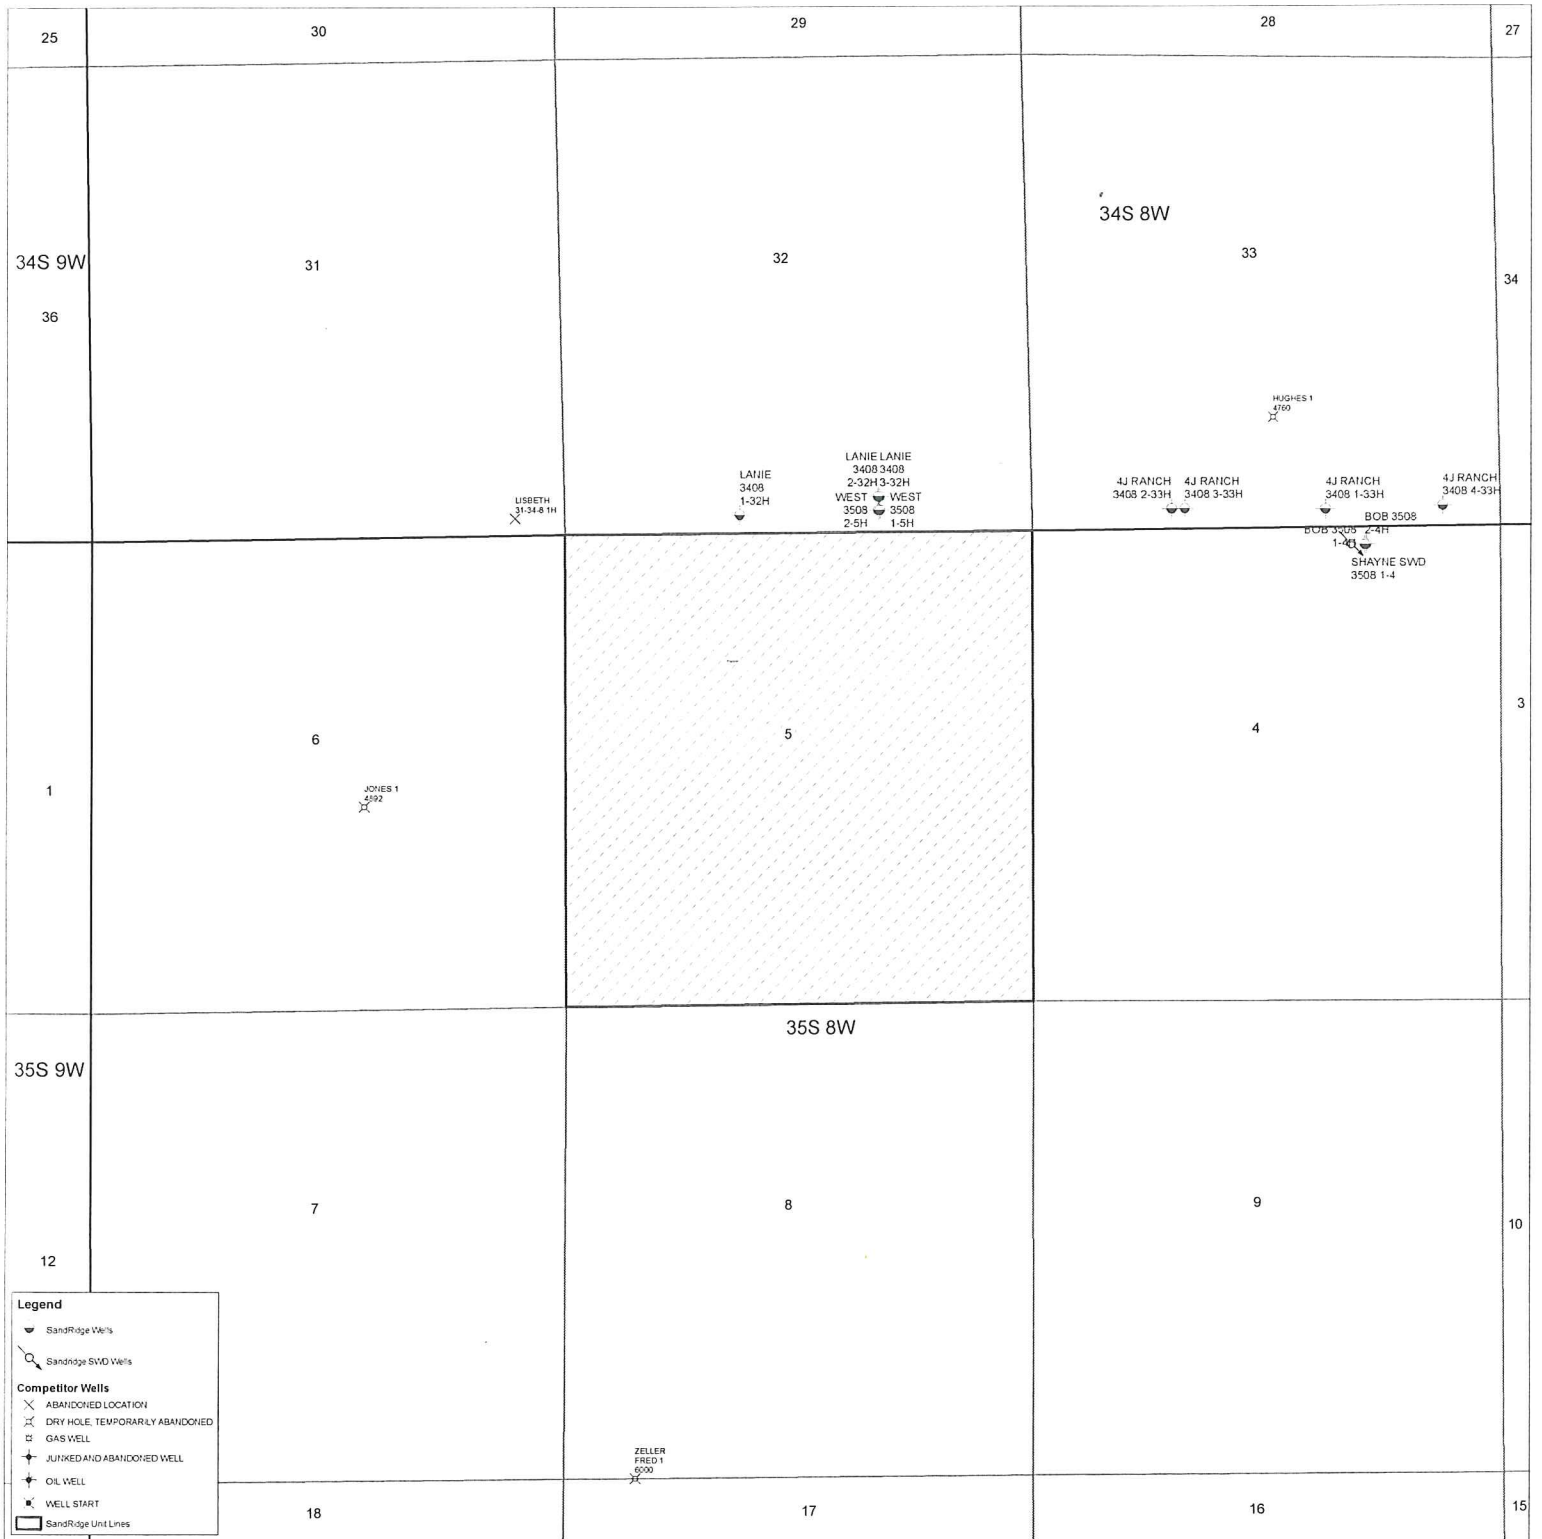 25
30
29
28
27
34S 8W
34S 9W
31
32
33
34
36
HUGHES 1
4760
LISBETH
31-34-8 1H
LANIE
3408
1-32H
LANIE LANIE
3408 3408
2-32H 3-32H
WEST WEST
3508 3508
2-5H 1-5H
4J RANCH
3408 2-33H
4J RANCH
3408 3-33H
4J RANCH
3408 1-33H
4J RANCH
3408 4-33H
BOB 3508
2-4H
BOB 3508
SHAYNE SWD
3508 1-4
6
5
4
3
1
JONES 1
4892
35S 8W
35S 9W
7
8
9
10
12
Legend
SandRidge Wells
Sandridge SWD Wells
Competitor Wells
ABANDONED LOCATION
DRY HOLE, TEMPORARILY ABANDONED
GAS WELL
JUNKED AND ABANDONED WELL
OIL WELL
WELL START
SandRidge Unit Lines
ZELLER
FRED 1
6000
18
17
16
15